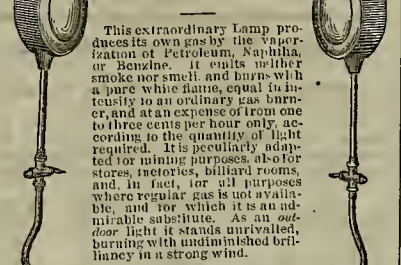 This extraordinary Lamp pro-
duces its own gas by the vapor-
ization of Petroleum, Naphtha,
or Benzine. It emits neither
smoke nor smell, and burns with
a pure white flame, equal in in-
tensity to an ordinary gas burn-
er, and at an expense of from one
to three cents per hour only, ac-
cording to the quantity of light
required. It is peculiarly adap-
ted for mining purposes, also for
stores, factories, billiard rooms,
and, in fact, for all purposes
where regular gas is not availa-
ble, and for which it is an ad-
mirable substitute. As an out-
door light it stands unrivalled,
burning with undiminished bril-
liancy in a strong wind.